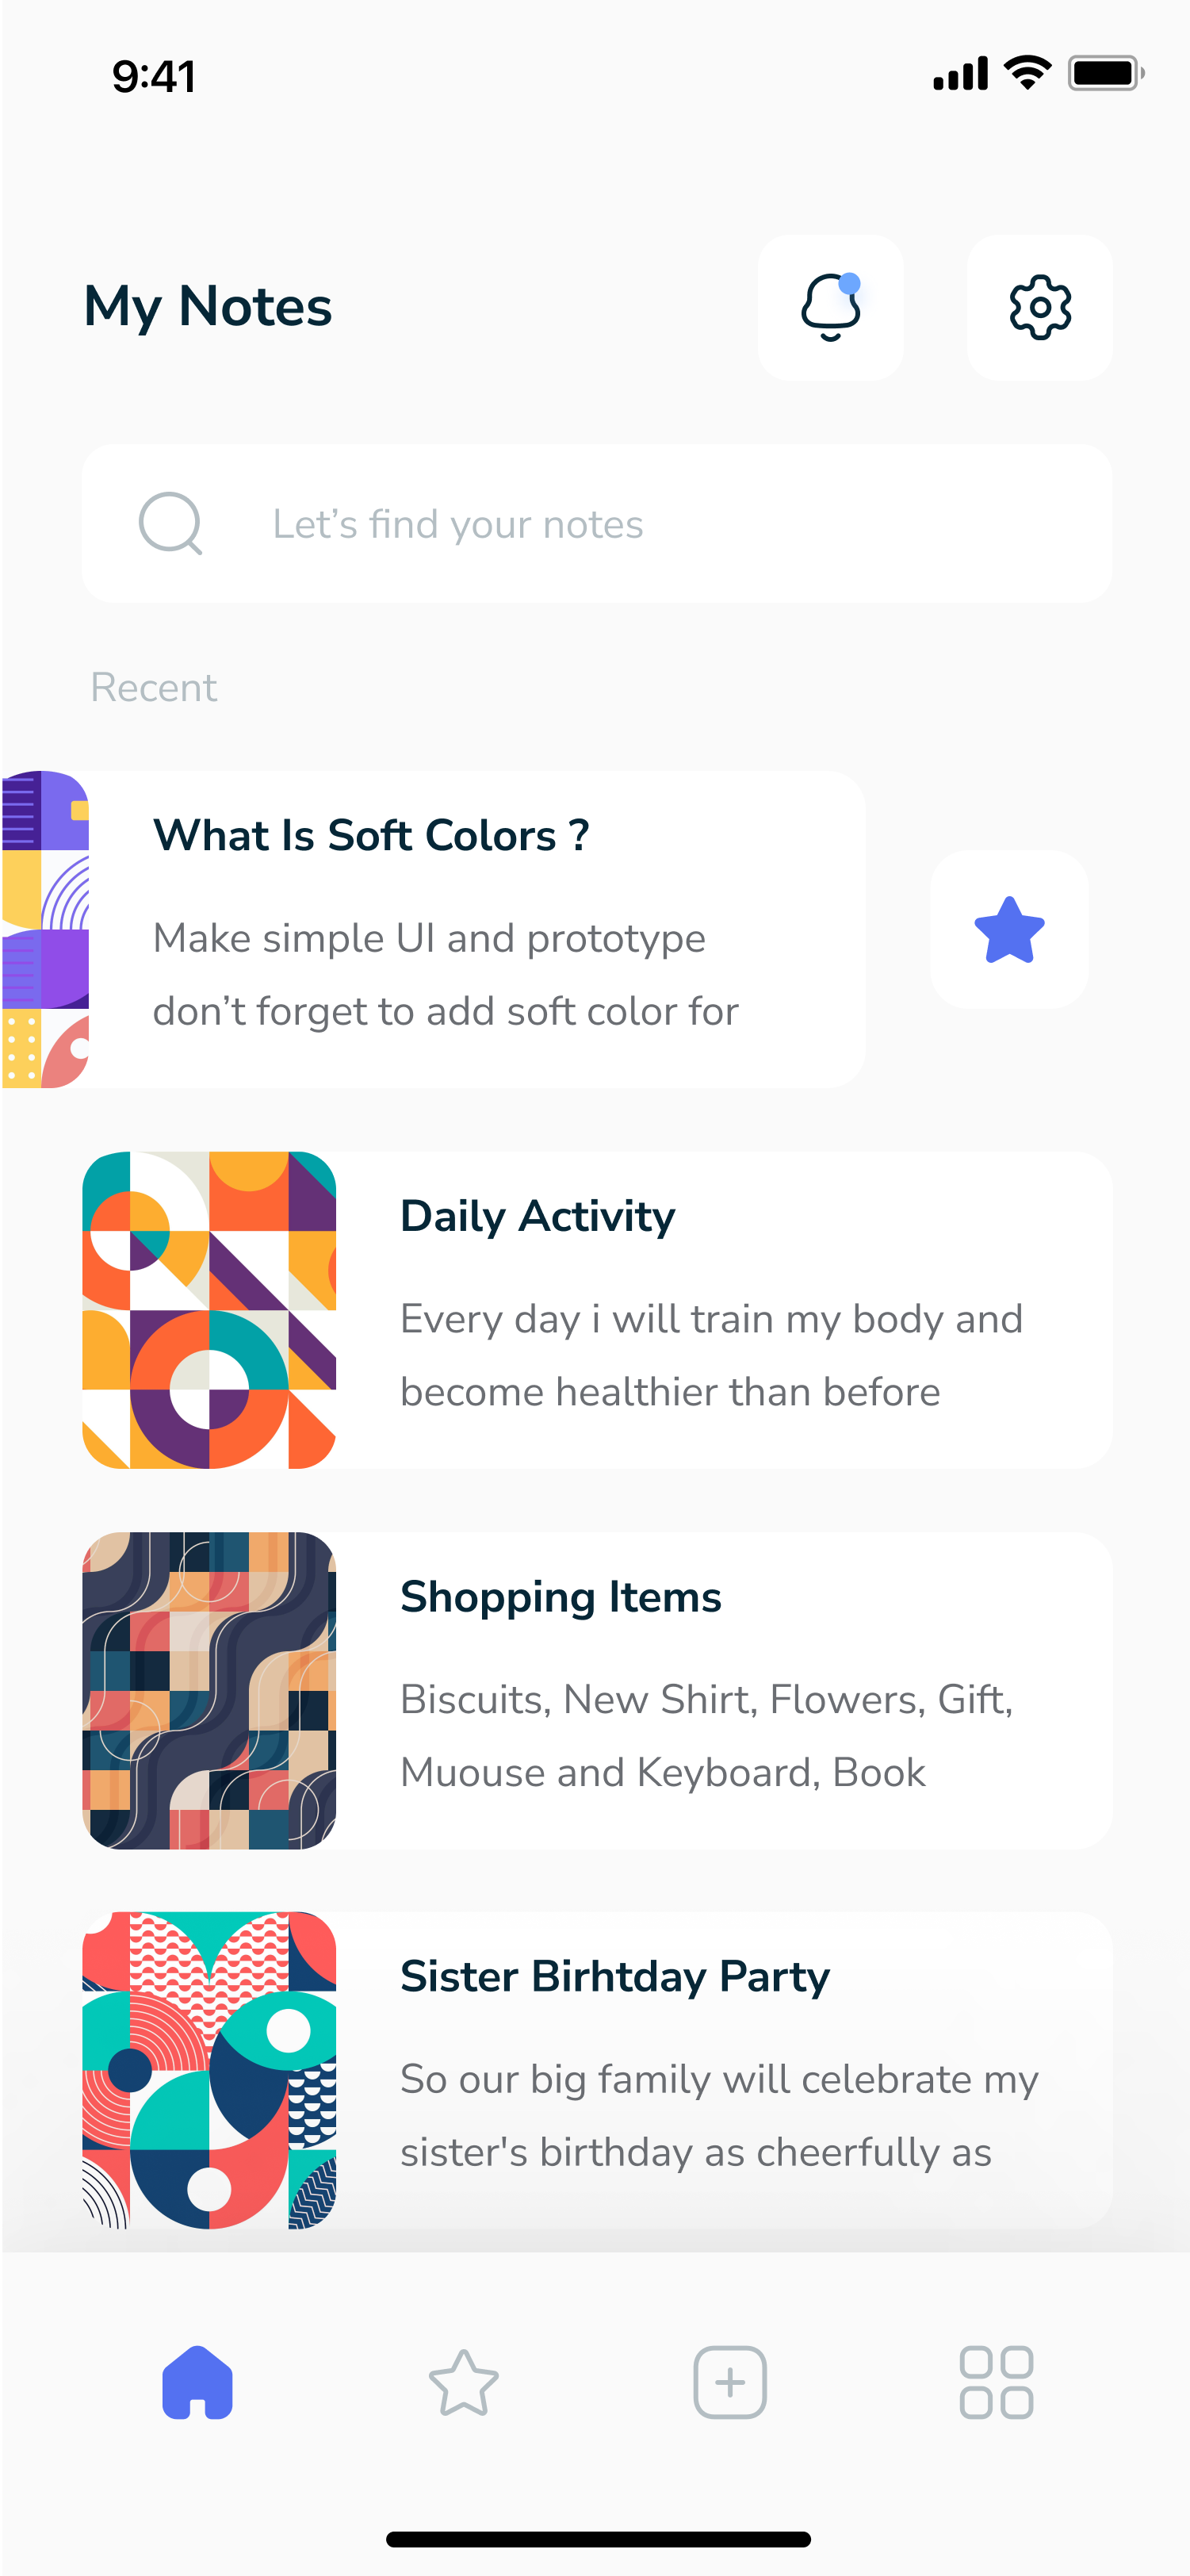 9:41
My Notes
Let’s find your notes
Recent
What Is Soft Colors ?
Make simple UI and prototype
don’t forget to add soft color for
Daily Activity
Every day i will train my body and
become healthier than before
Shopping Items
Biscuits, New Shirt, Flowers, Gift,
Muouse and Keyboard, Book
Sister Birhtday Party
So our big family will celebrate my
sister's birthday as cheerfully as